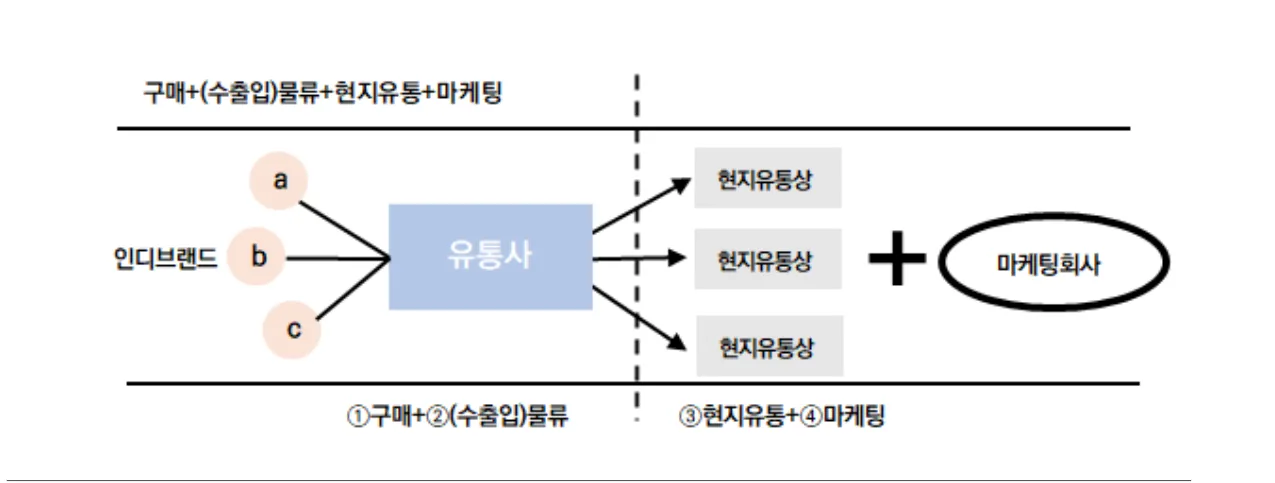 구매+(수출입)물류+현지유통+마케팅
a
현지유통상
인디브랜드 b 유통사 현지유통상 + 마케팅회사
c
현지유통상
①구매+②(수출입)물류 ③현지유통+④마케팅